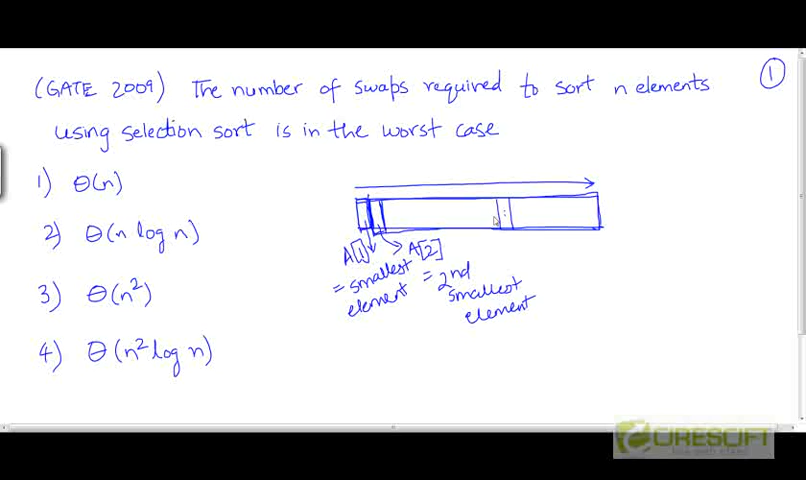 (GATE 2009) The number of swaps required to sort n elements
1
using selection sort is in the worst case
1) Θ(n)
2) Θ(n log n)
3) Θ(n²)
4) Θ(n² log n)
A[1]
= smallest
element
A[2]
= 2nd
smallest
element
CIRESOFT